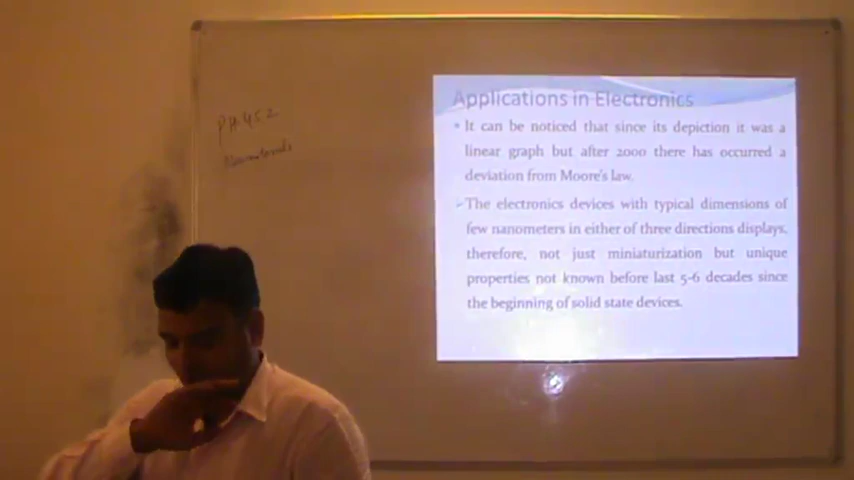 PH 452
Nanomaterials
Applications in Electronics
It can be noticed that since its depiction it was a
linear graph but after 2000 there has occurred a
deviation from Moore's law.
The electronics devices with typical dimensions of
few nanometers in either of three directions displays,
therefore, not just miniaturization but unique
properties not known before last 5-6 decades since
the beginning of solid state devices.